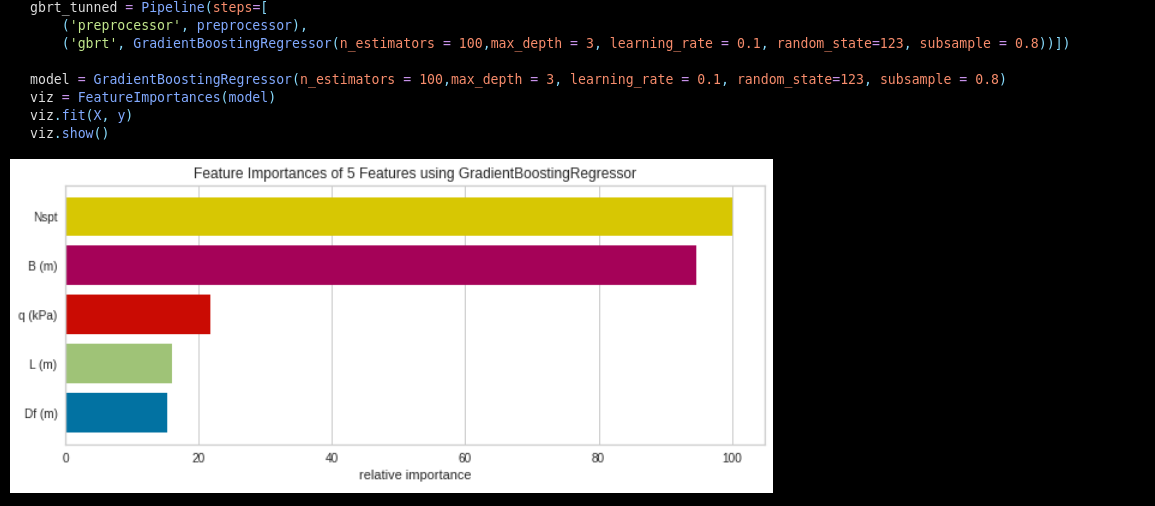 gbrt_tunned = Pipeline(steps=[
    ('preprocessor', preprocessor),
    ('gbrt', GradientBoostingRegressor(n_estimators = 100,max_depth = 3, learning_rate = 0.1, random_state=123, subsample = 0.8))])
model = GradientBoostingRegressor(n_estimators = 100,max_depth = 3, learning_rate = 0.1, random_state=123, subsample = 0.8)
viz = FeatureImportances(model)
viz.fit(X, y)
viz.show()
Feature Importances of 5 Features using GradientBoostingRegressor
Nspt
B (m)
q (kPa)
L (m)
Df (m)
0 20 40 60 80 100
relative importance